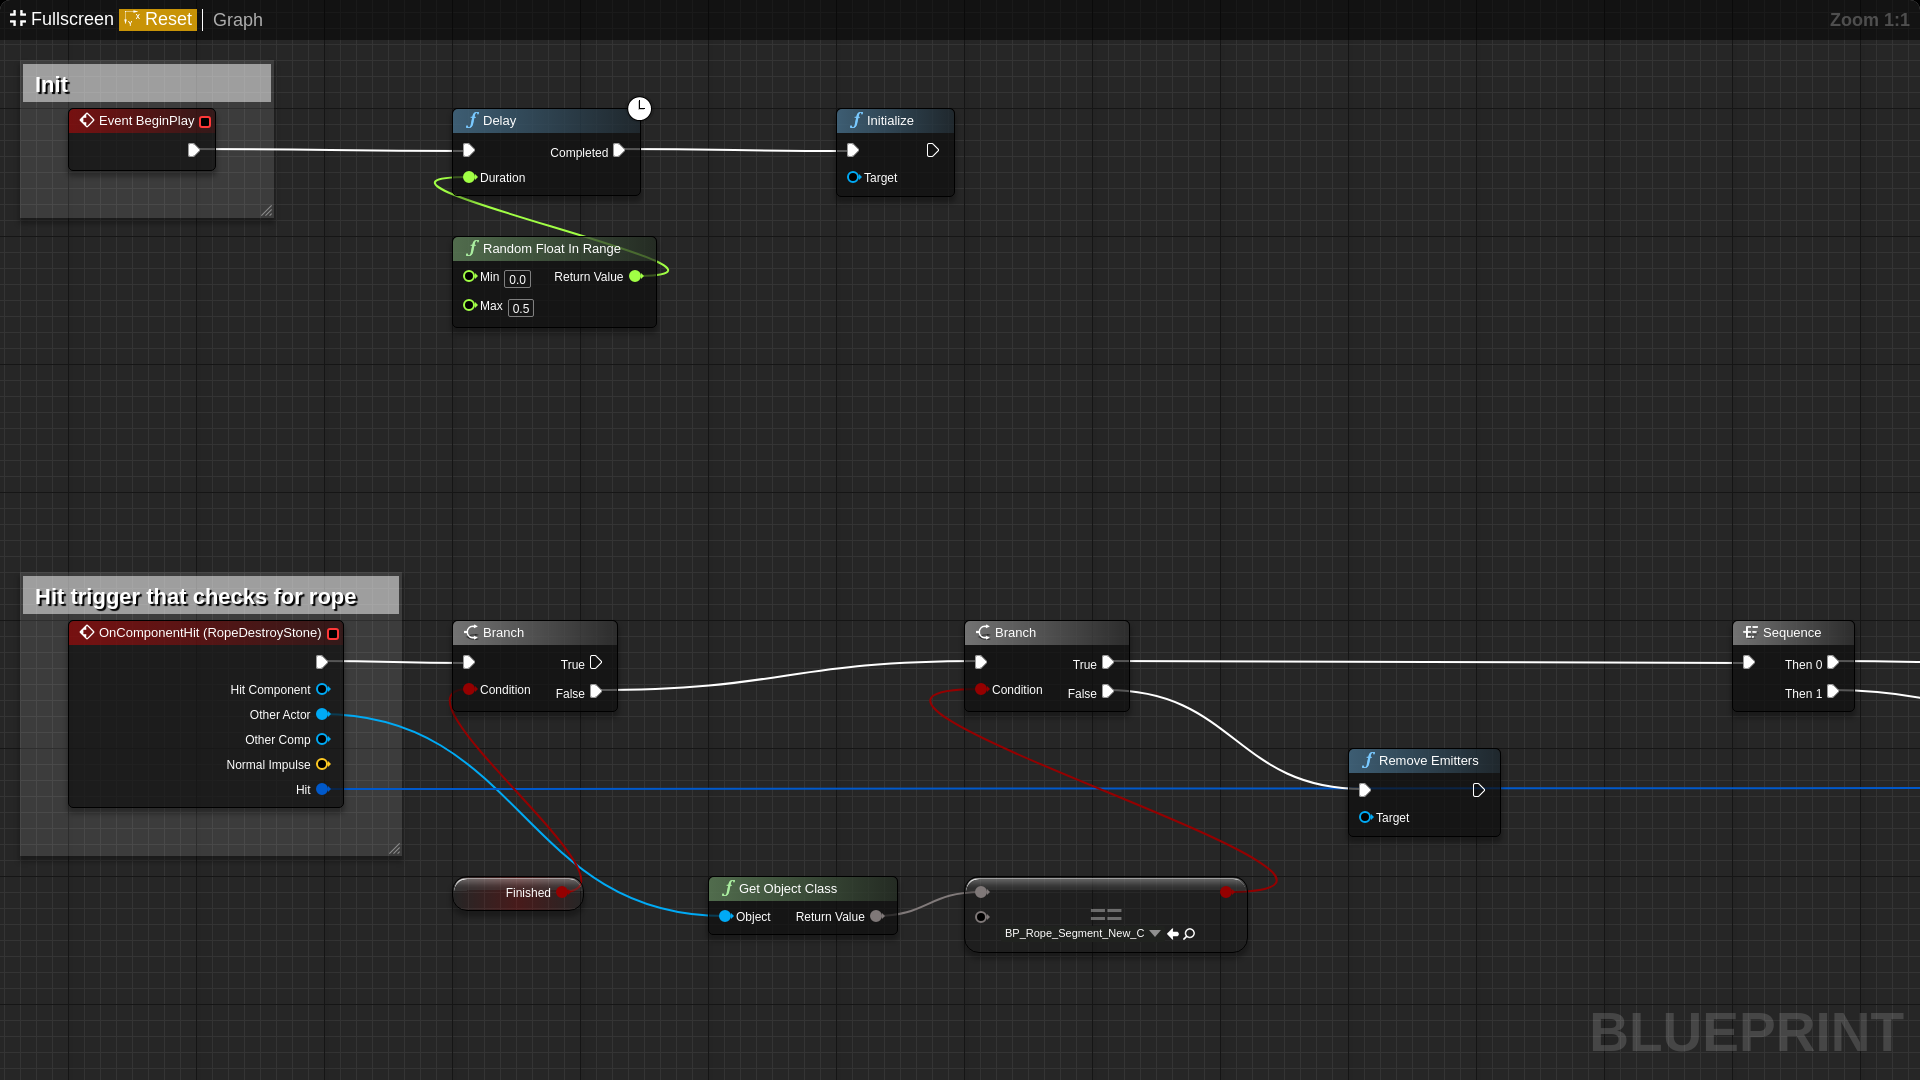 Fullscreen Reset Graph Zoom 1:1
Init
Event BeginPlay
Delay
Completed
Duration
Initialize
Target
Random Float In Range
Min 0.0 Return Value
Max 0.5
Hit trigger that checks for rope
OnComponentHit (RopeDestroyStone)
Hit Component
Other Actor
Other Comp
Normal Impulse
Hit
Branch
True
Condition
False
Branch
True
Condition
False
Sequence
Then 0
Then 1
Remove Emitters
Target
Finished
Get Object Class
Object Return Value
==
BP_Rope_Segment_New_C
BLUEPRINT